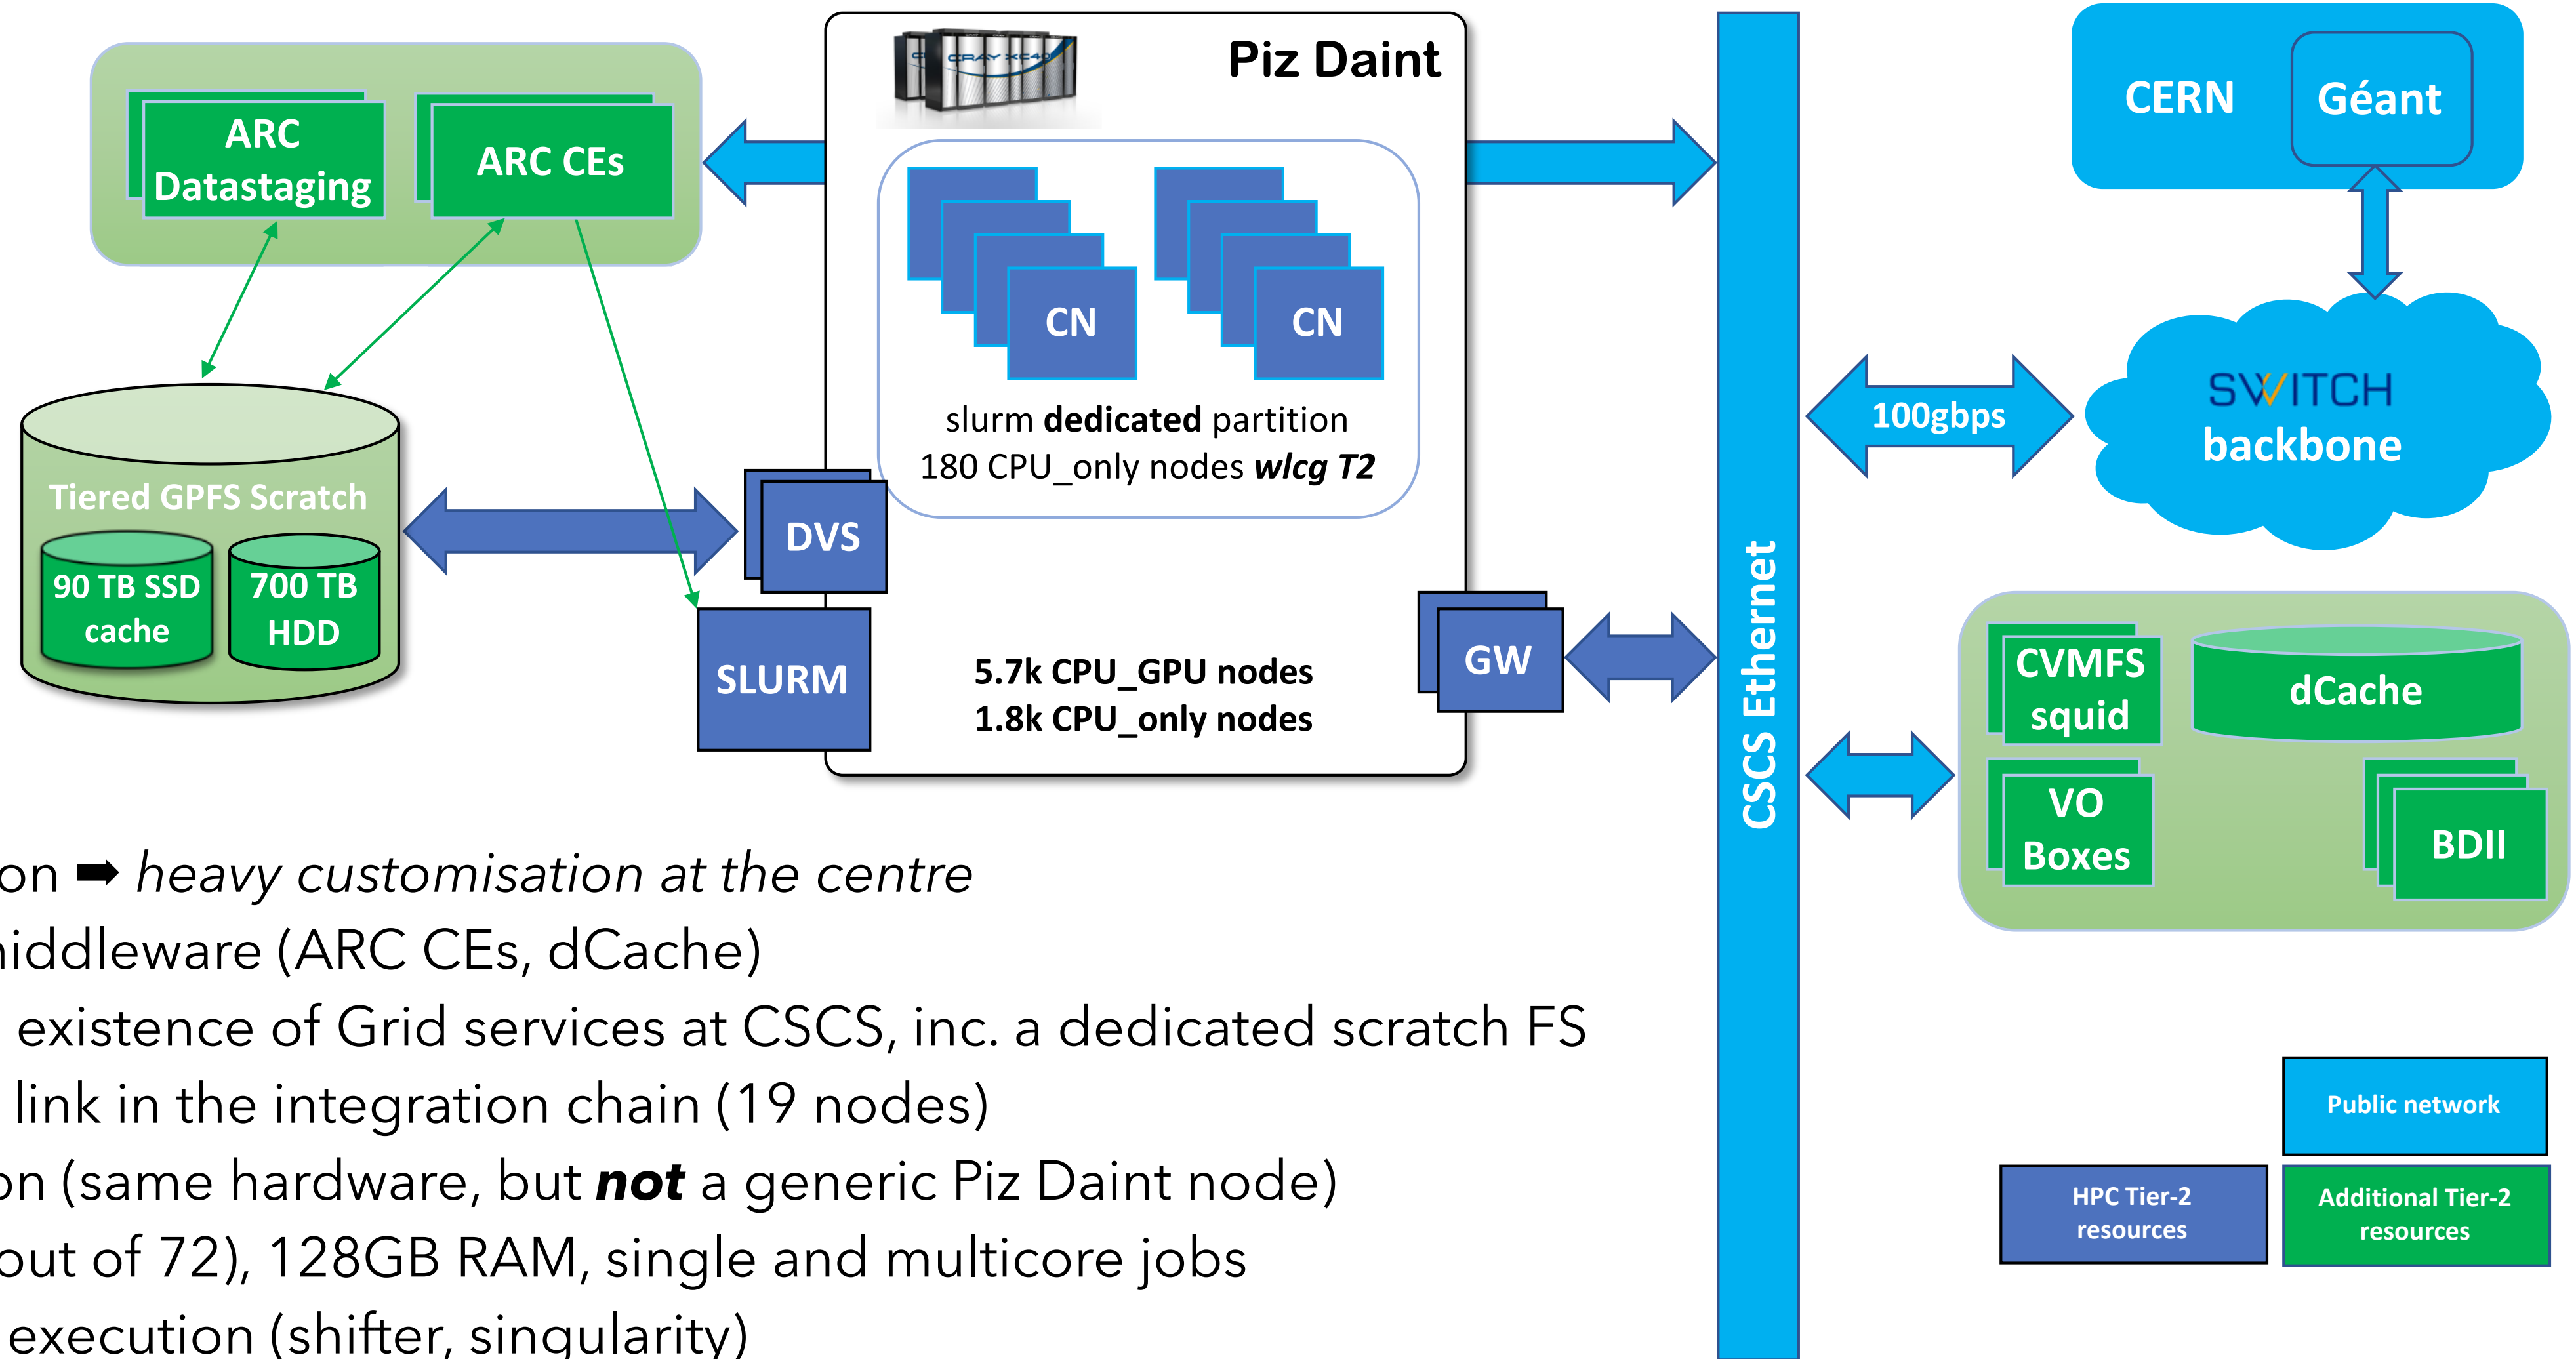 Piz Daint
CRAY XC40
ARC
Datastaging
ARC CEs
CN
CN
slurm dedicated partition
180 CPU_only nodes wlcg T2
Tiered GPFS Scratch
90 TB SSD
cache
700 TB
HDD
DVS
SLURM
5.7k CPU_GPU nodes
1.8k CPU_only nodes
GW
CSCS Ethernet
CERN
Géant
100gbps
SWITCH
backbone
CVMFS
squid
dCache
VO
Boxes
BDII
on ➡ heavy customisation at the centre
middleware (ARC CEs, dCache)
existence of Grid services at CSCS, inc. a dedicated scratch FS
link in the integration chain (19 nodes)
on (same hardware, but not a generic Piz Daint node)
out of 72), 128GB RAM, single and multicore jobs
execution (shifter, singularity)
Public network
HPC Tier-2
resources
Additional Tier-2
resources